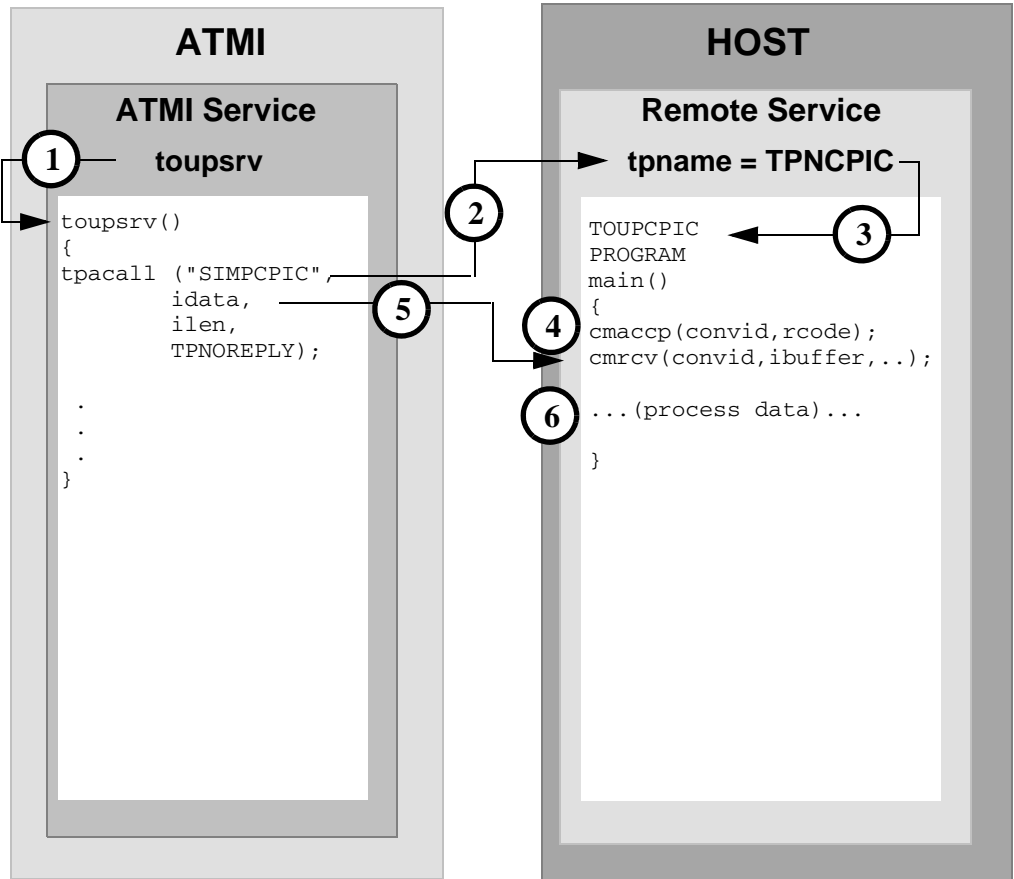 ATMI
ATMI Service
1
toupsrv
toupsrv()
{
tpacall ("SIMPCPIC",
idata,
ilen,
TPNOREPLY);
.
.
.
}
2
5
HOST
Remote Service
tpname = TPNCPIC
3
TOUPCPIC
PROGRAM
main()
{
4
cmaccp(convid,rcode);
cmrcv(convid,ibuffer,..);
6
...(process data)...
}